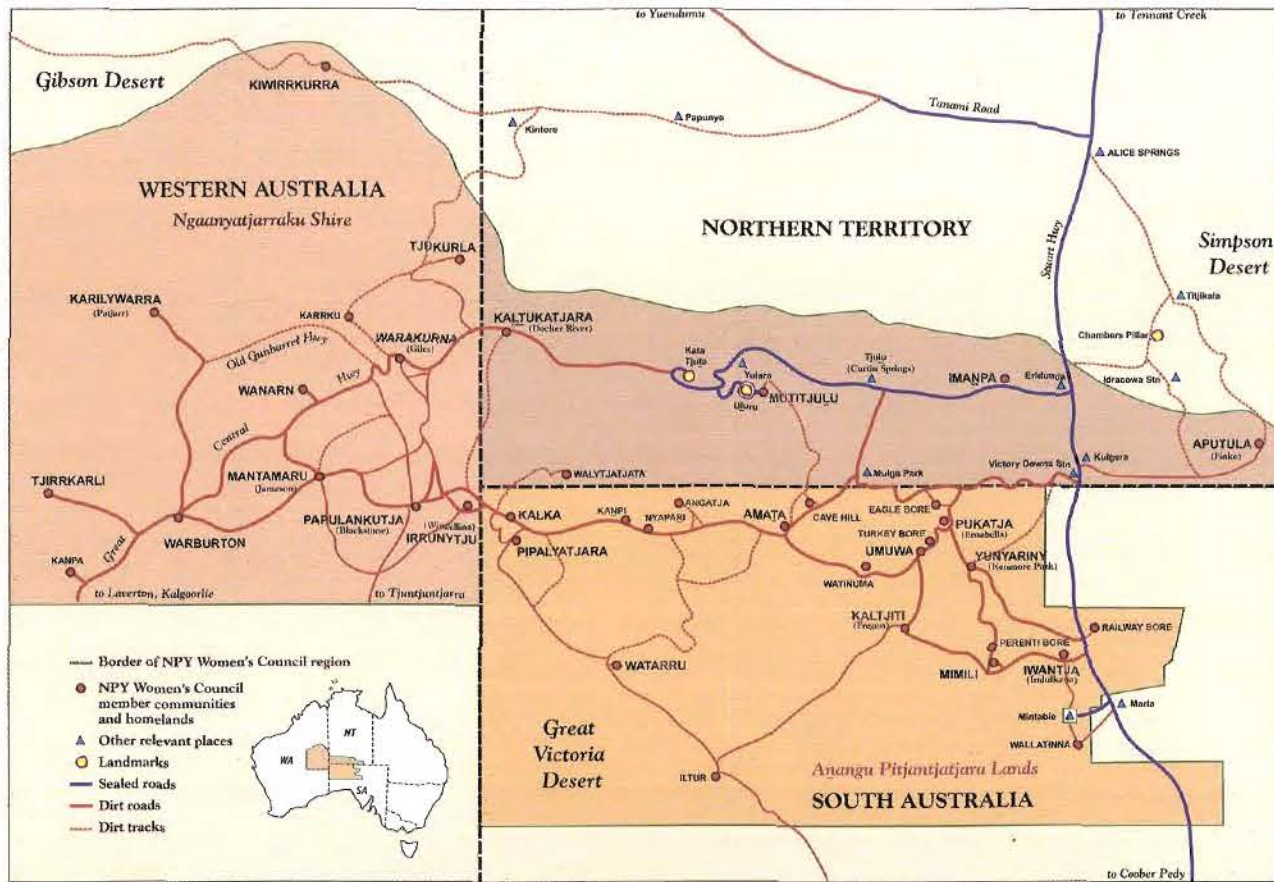 to Yuendumu
to Tennant Creek
Gibson Desert
KIWIRRKURRA
Tanami Road
Papunya
Kintore
ALICE SPRINGS
WESTERN AUSTRALIA
Ngaanyatjarraku Shire
NORTHERN TERRITORY
Stuart Hwy
Simpson
Desert
TJUKURLA
Titjikala
KARILYWARRA
(Patjarr)
KARRKU
KALTUKATJARA
(Docker River)
Chambers Pillar
WARAKURNA
(Giles)
Old Gunbarrel Hwy
Kata
Tjuṯa
Yulara
Tjulu
(Curtin Springs)
IMANPA
Erldunda
Idracowa Stn
WANARN
Hwy
Uluru
MUTITJULU
Central
APUTULA
(Finke)
TJIRRKARLI
MANTAMARU
(Jameson)
WALYTJATJATA
Mulga Park
Victory Downs Stn
Kulgera
PAPULANKUTJA
(Blackstone)
(Wingellina)
IRRUNYTJU
KALKA
KANPI
NYAPARI
ANGATJA
AMAṮA
CAVE HILL
EAGLE BORE
PUKATJA
(Ernabella)
Great
WARBURTON
PIPALYATJARA
TURKEY BORE
UMUWA
YUNYARINY
(Kenmore Park)
KANPA
WATINUMA
to Laverton, Kalgoorlie
to Tjuntjuntjarra
KALTJITI
(Fregon)
RAILWAY BORE
PERENTI BORE
WATARRU
MIMILI
IWANTJA
(Indulkana)
Border of NPY Women's Council region
NPY Women's Council
member communities
and homelands
Other relevant places
Landmarks
Sealed roads
Dirt roads
Dirt tracks
NT
WA
SA
Great
Victoria
Desert
Mintabie
Marla
WALLATINNA
ILTUR
Aṉangu Pitjantjatjara Lands
SOUTH AUSTRALIA
to Coober Pedy